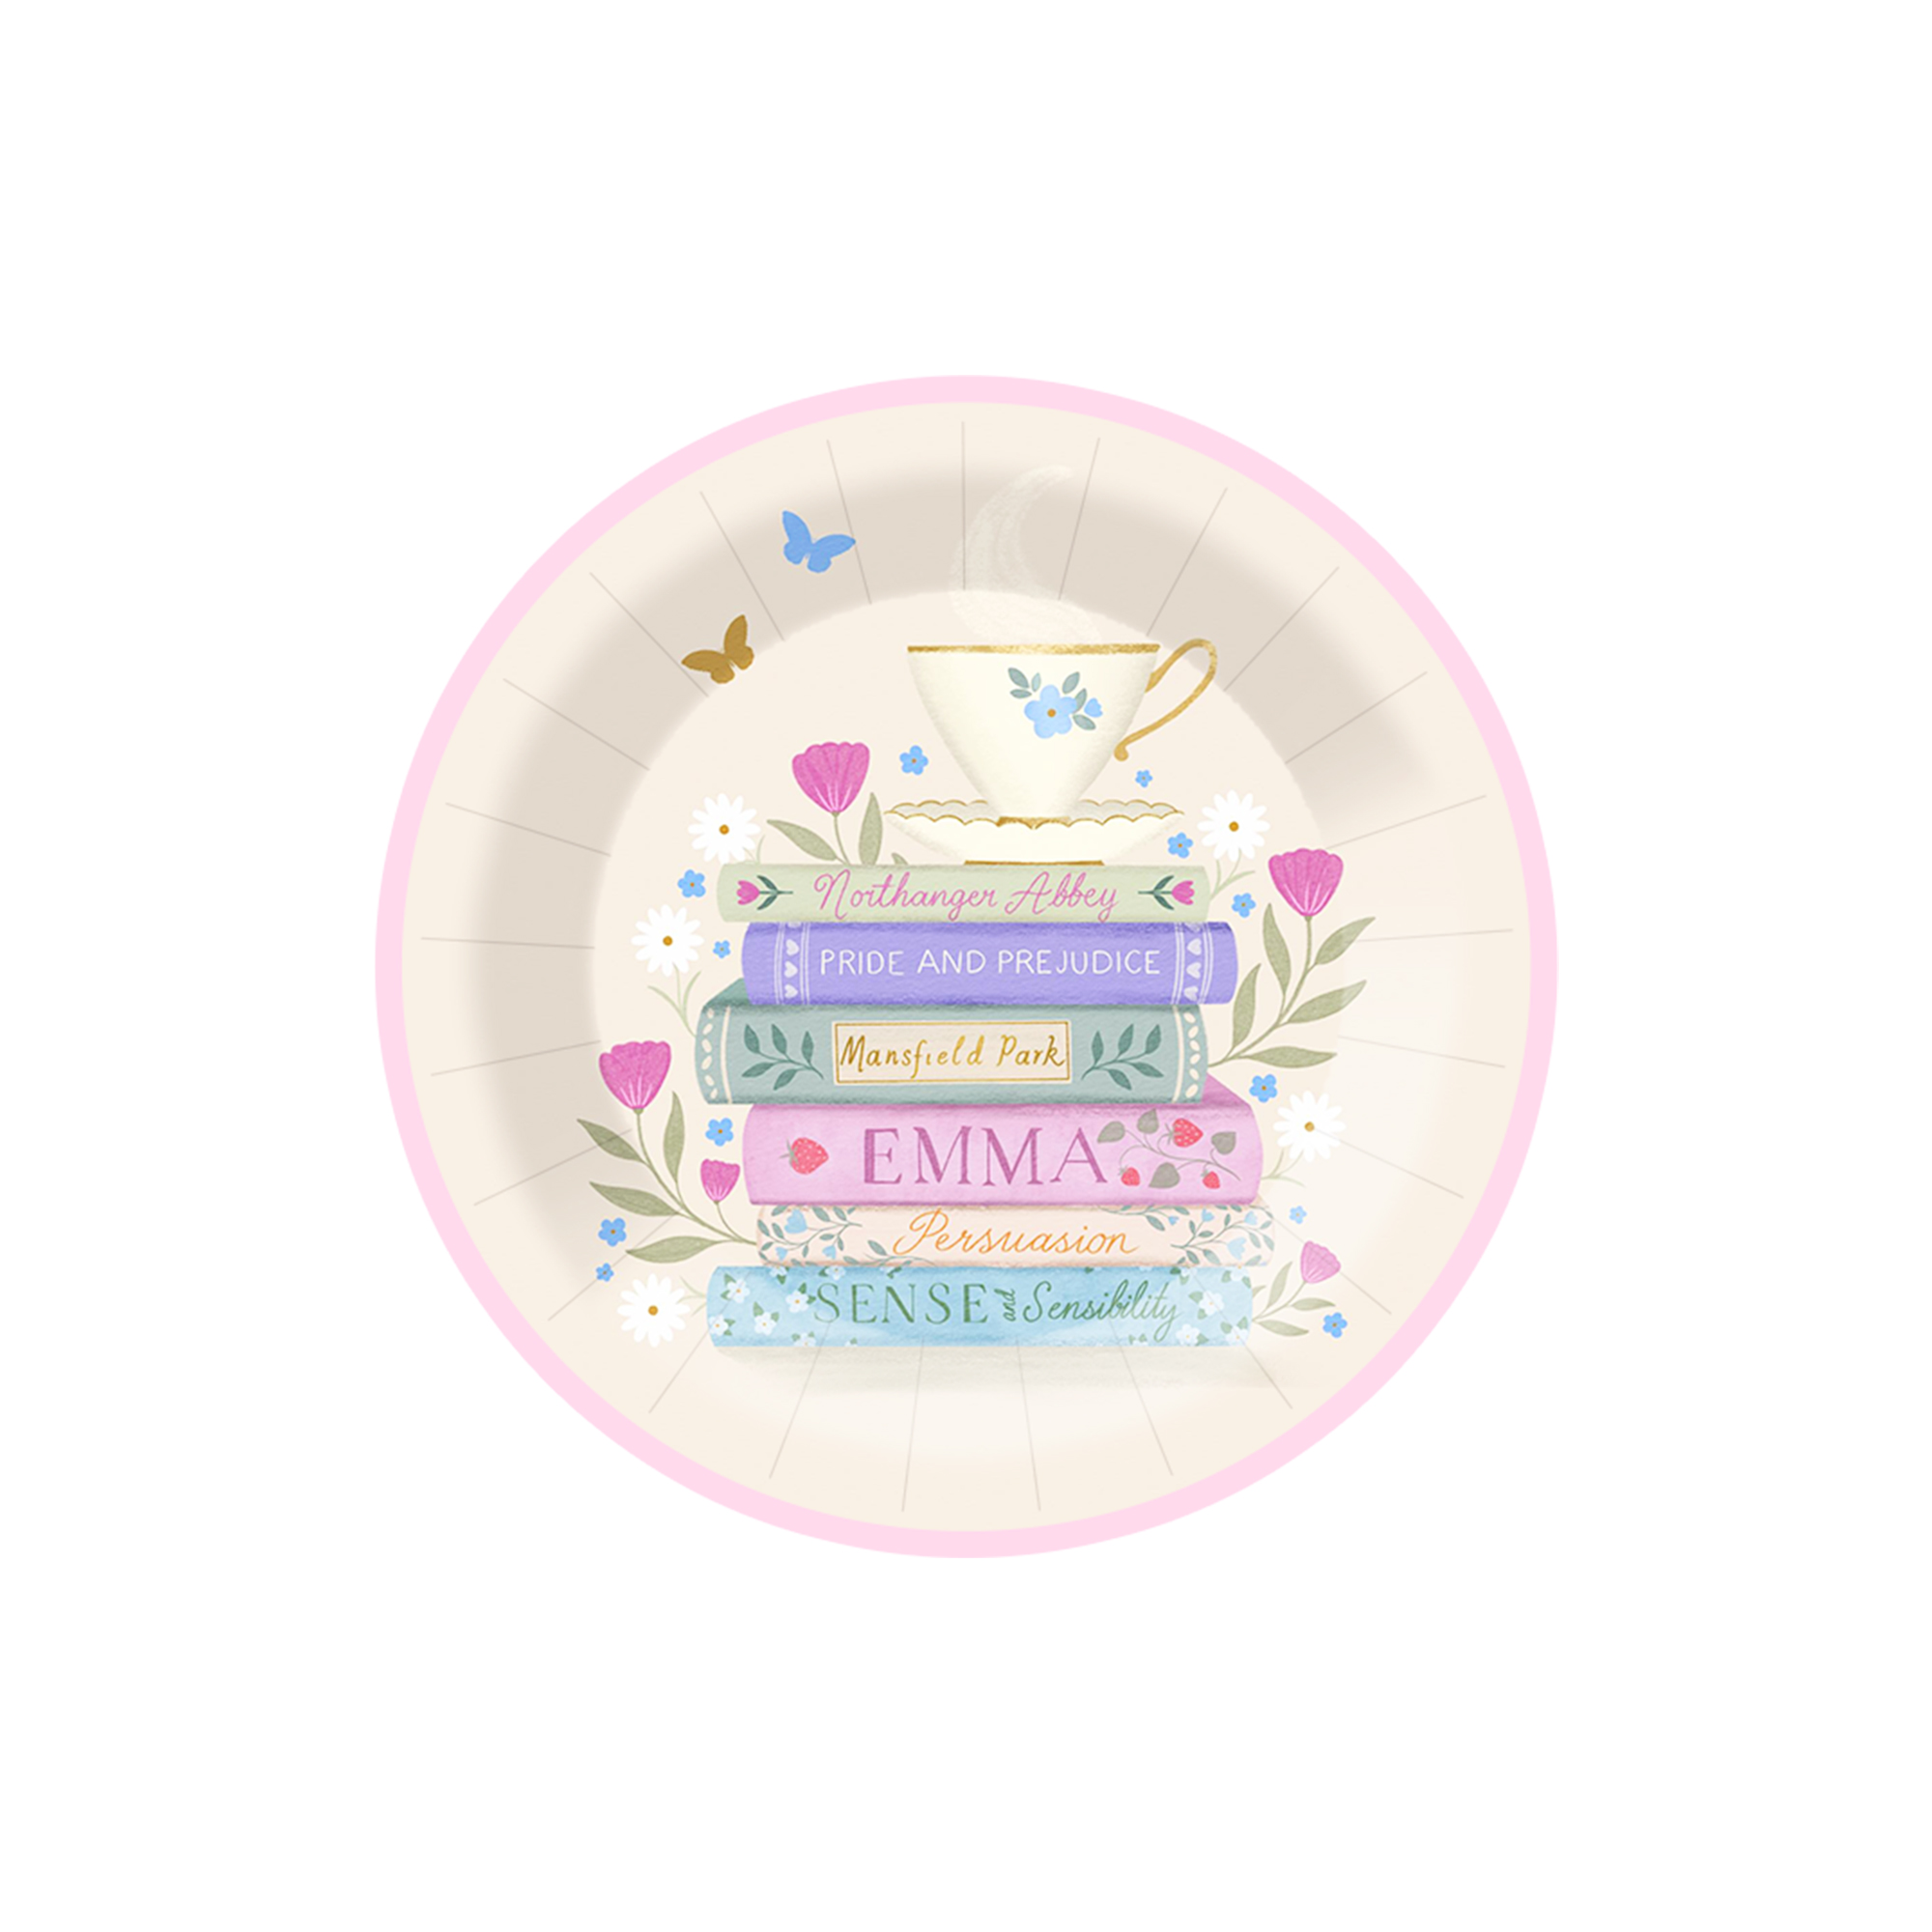 Northanger Abbey
PRIDE AND PREJUDICE
Mansfield Park
EMMA
Persuasion
SENSE and Sensibility